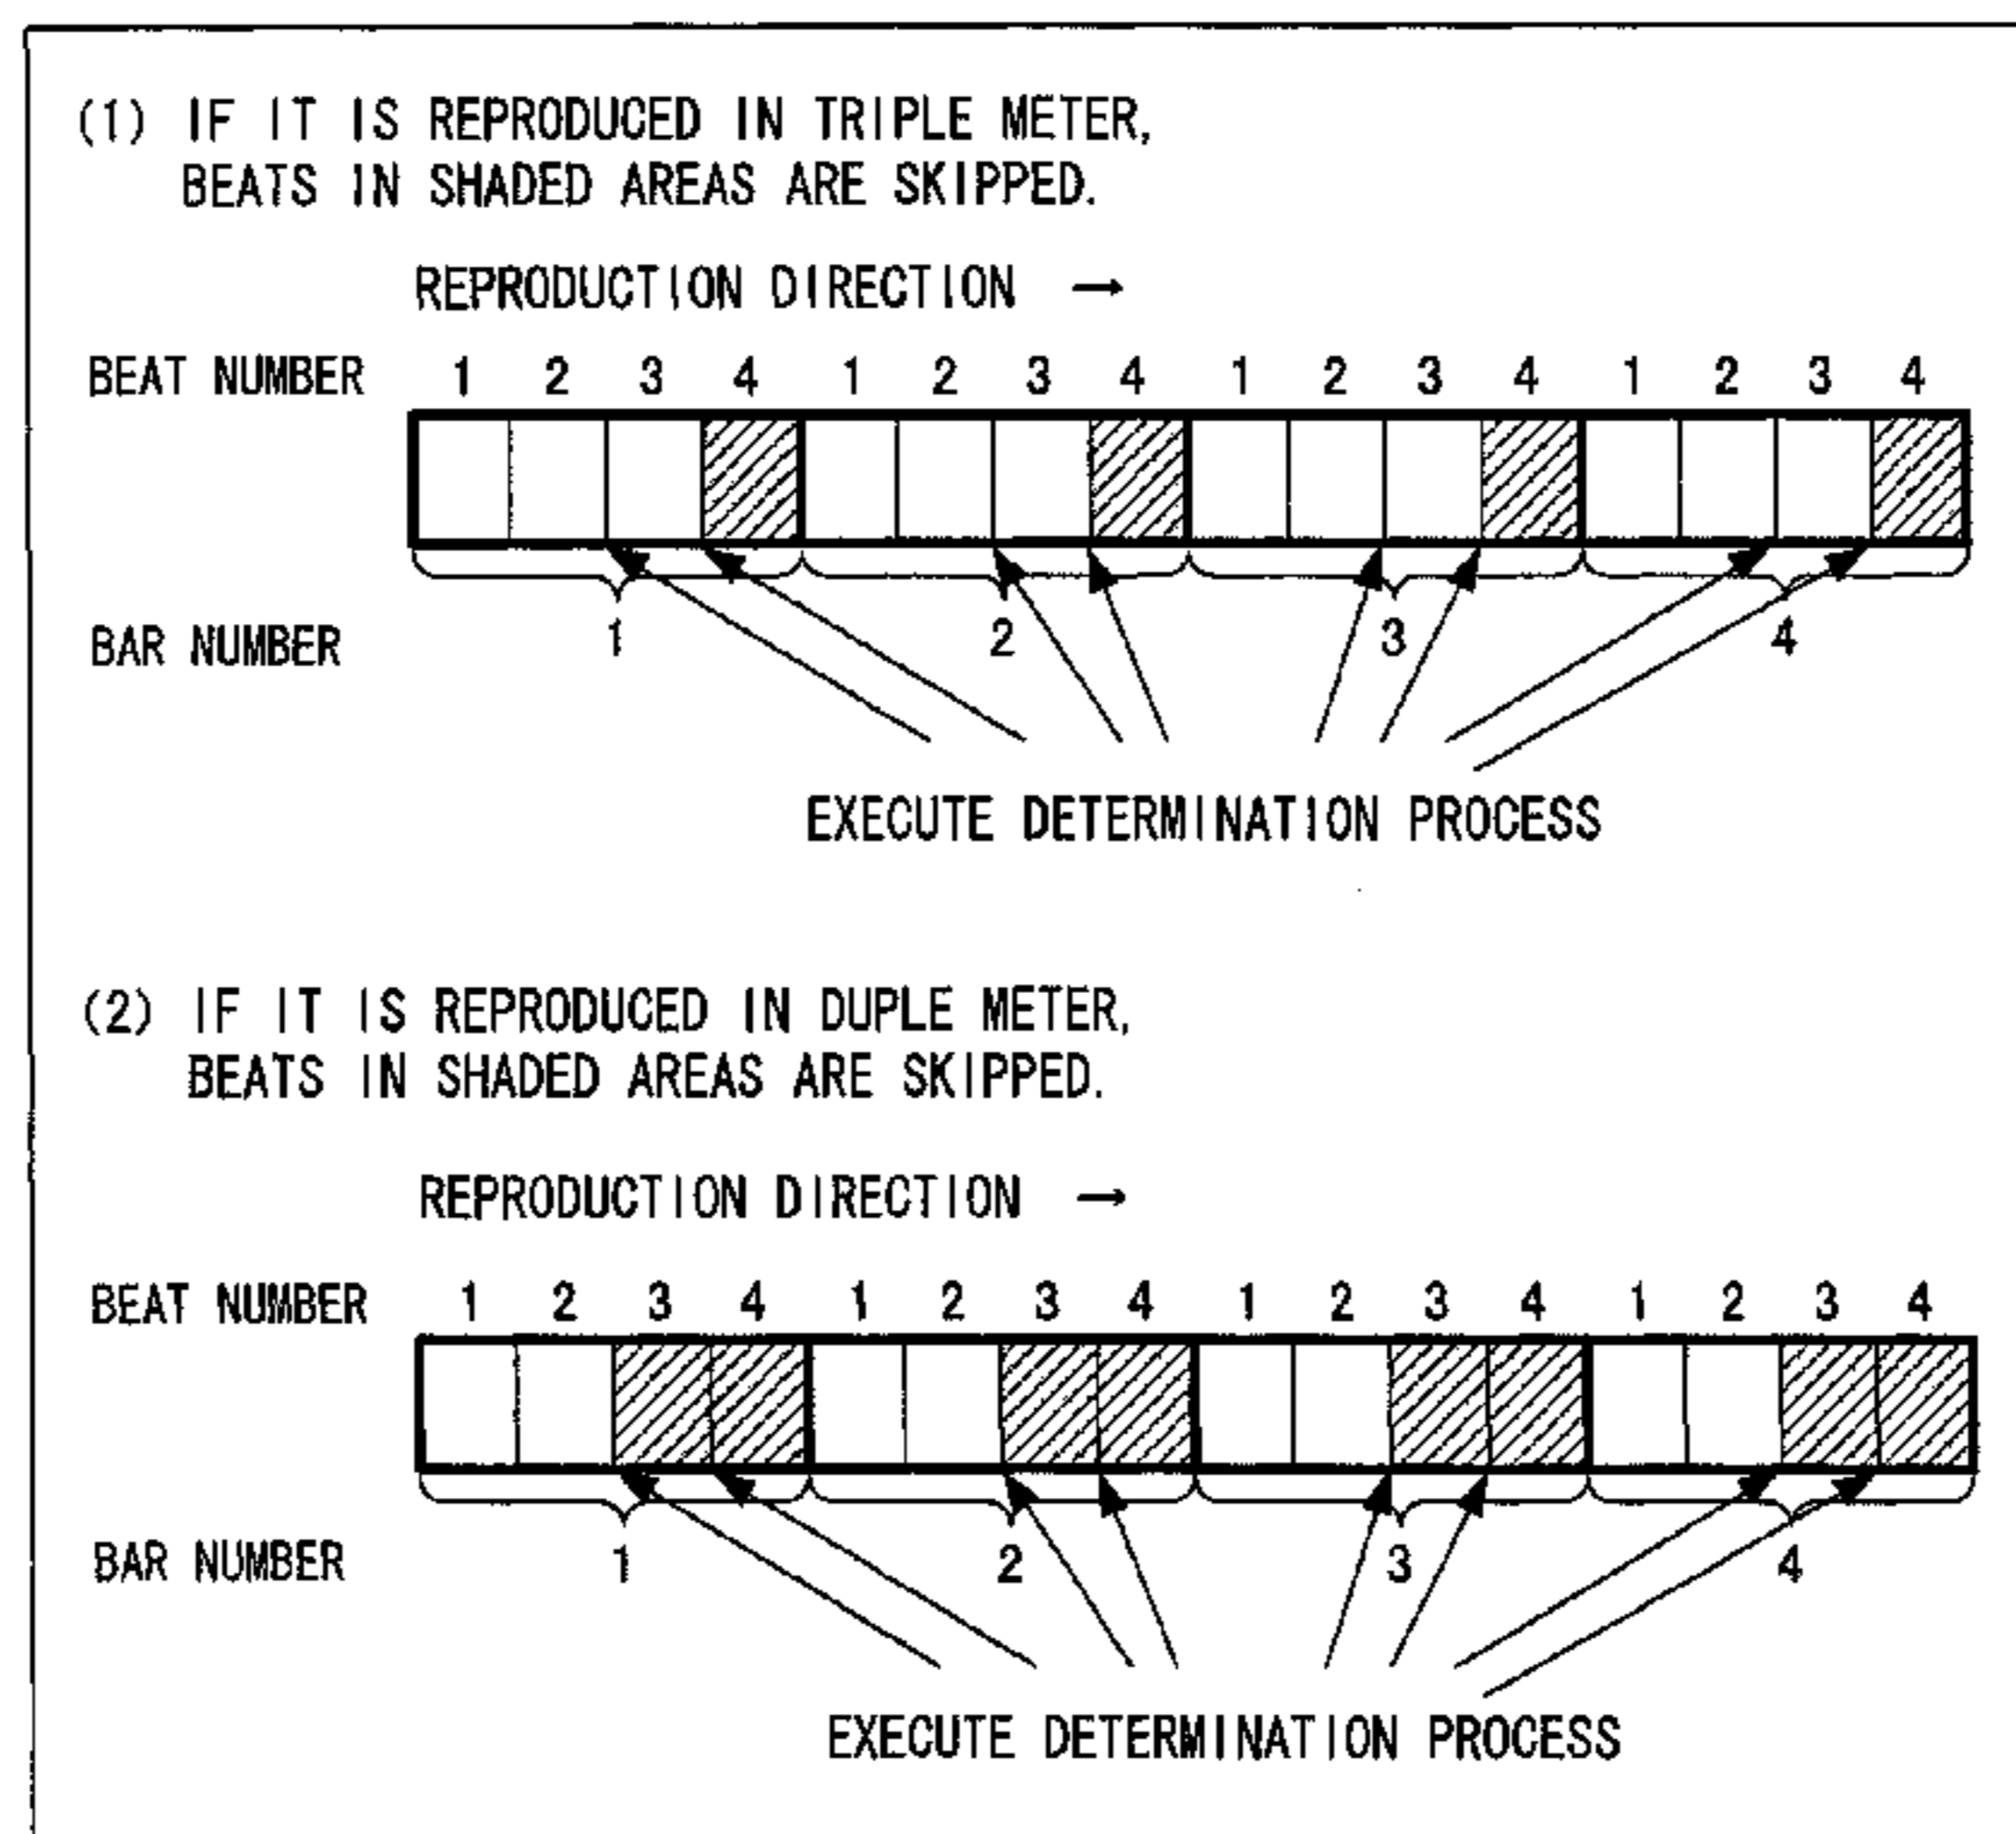 (1) IF IT IS REPRODUCED IN TRIPLE METER,
BEATS IN SHADED AREAS ARE SKIPPED.
REPRODUCTION DIRECTION →
BEAT NUMBER 1 2 3 4 1 2 3 4 1 2 3 4 1 2 3 4
BAR NUMBER 1 2 3 4
EXECUTE DETERMINATION PROCESS
(2) IF IT IS REPRODUCED IN DUPLE METER,
BEATS IN SHADED AREAS ARE SKIPPED.
REPRODUCTION DIRECTION →
BEAT NUMBER 1 2 3 4 1 2 3 4 1 2 3 4 1 2 3 4
BAR NUMBER 1 2 3 4
EXECUTE DETERMINATION PROCESS